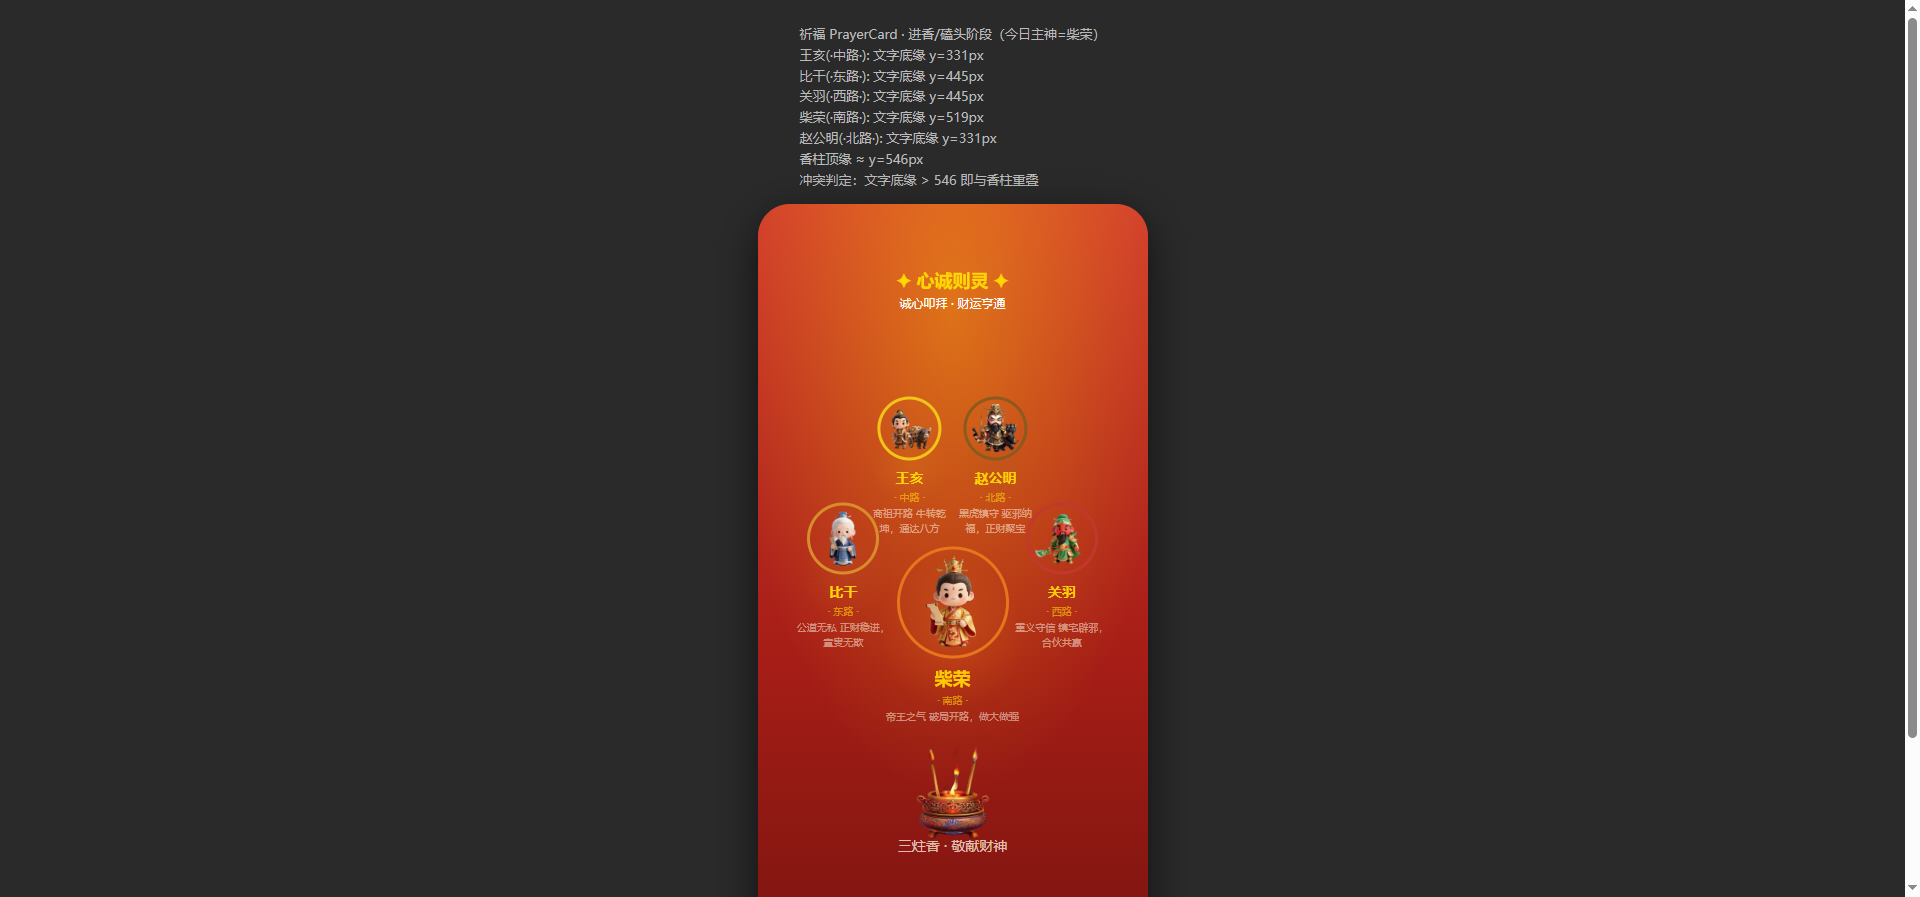 祈福 PrayerCard · 进香/磕头阶段（今日主神=柴荣）
王亥(·中路·): 文字底缘 y=331px
比干(·东路·): 文字底缘 y=445px
关羽(·西路·): 文字底缘 y=445px
柴荣(·南路·): 文字底缘 y=519px
赵公明(·北路·): 文字底缘 y=331px
香柱顶缘 ≈ y=546px
冲突判定：文字底缘 > 546 即与香柱重叠
✦ 心诚则灵 ✦
诚心叩拜 · 财运亨通
王亥
· 中路 ·
商祖开路 牛转乾
坤，通达八方
赵公明
· 北路 ·
黑虎镇守 驱邪纳
福，正财聚宝
比干
· 东路 ·
公道无私 正财稳进，
童叟无欺
关羽
· 西路 ·
重义守信 镇宅辟邪，
合伙共赢
柴荣
· 南路 ·
帝王之气 破局开路，做大做强
三炷香 · 敬献财神